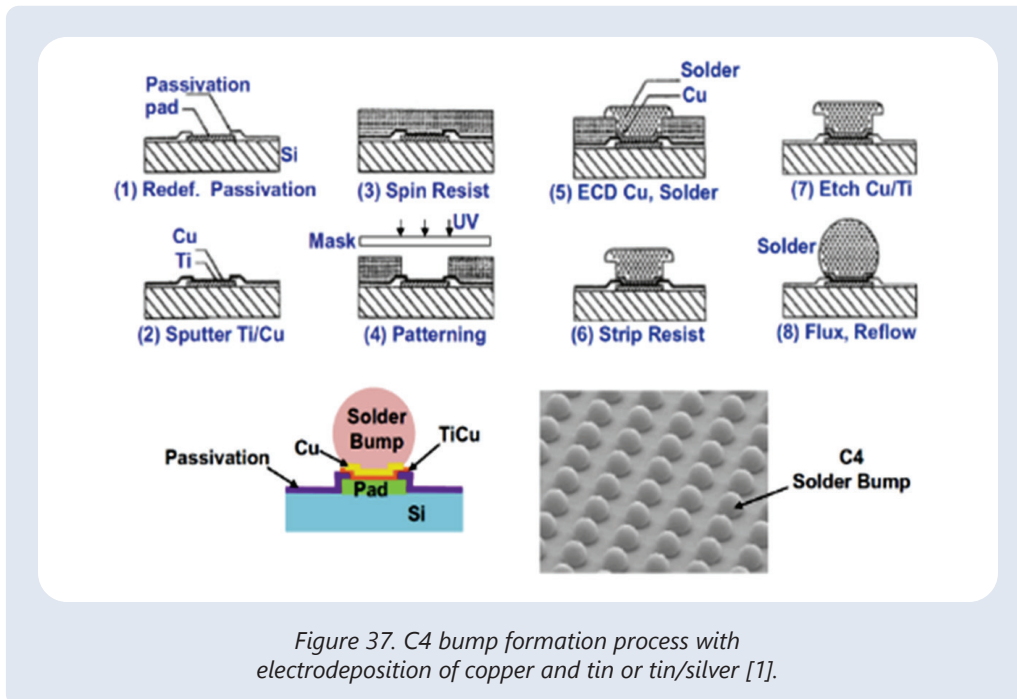 Passivation
pad
Si
(1) Redef. Passivation
(3) Spin Resist
Solder
Cu
(5) ECD Cu, Solder
(7) Etch Cu/Ti
Cu
Ti
(2) Sputter Ti/Cu
UV
Mask
(4) Patterning
(6) Strip Resist
Solder
(8) Flux, Reflow
Solder
Bump
Cu
TiCu
Passivation
Pad
Si
C4
Solder Bump
Figure 37. C4 bump formation process with
electrodeposition of copper and tin or tin/silver [1].